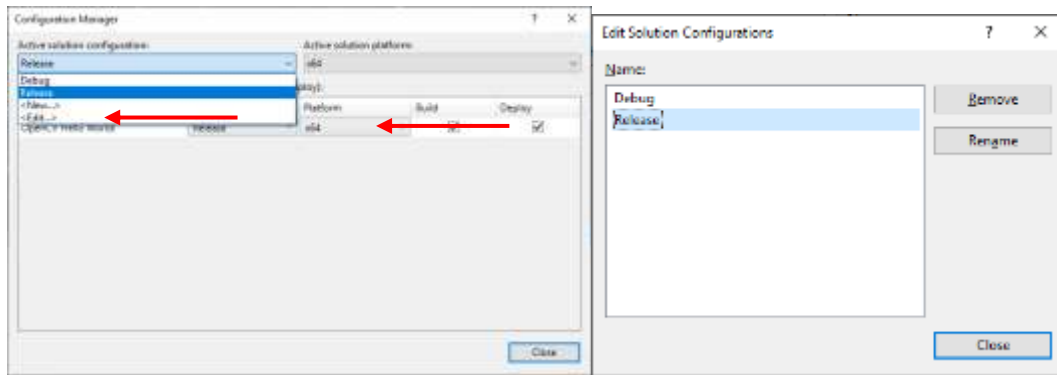 Configuration Manager ? ×
Active solution configuration: Active solution platform:
Release x64
Debug
Release
<New...>
<Edit...>
Platform Build Deploy
Release x64
Close
Edit Solution Configurations ? ×
Name:
Debug
Release
Remove
Rename
Close